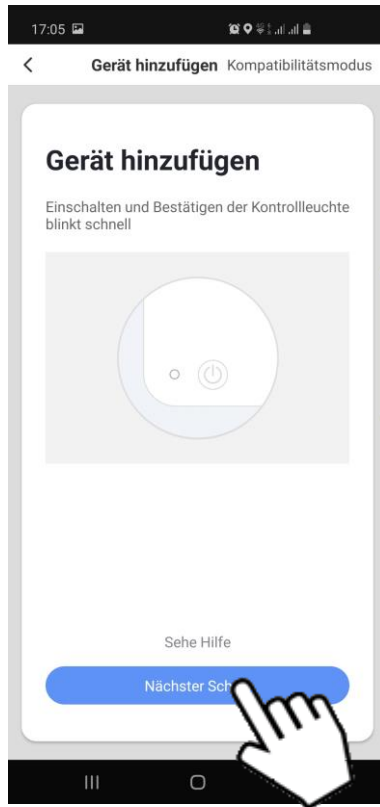 17:05
Gerät hinzufügen Kompatibilitätsmodus
Gerät hinzufügen
Einschalten und Bestätigen der Kontrollleuchte
blinkt schnell
Sehe Hilfe
Nächster Sch